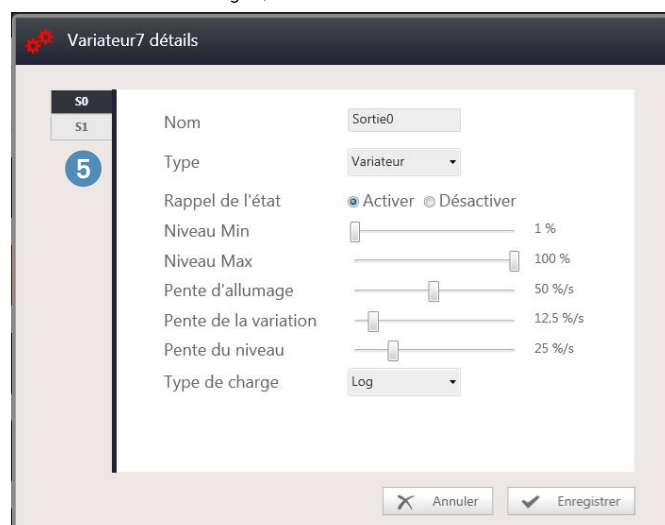 Variateur7 détails
S0
S1
5
Nom Sortie0
Type Variateur
Rappel de l'état Activer Désactiver
Niveau Min 1 %
Niveau Max 100 %
Pente d'allumage 50 %/s
Pente de la variation 12,5 %/s
Pente du niveau 25 %/s
Type de charge Log
Annuler Enregistrer